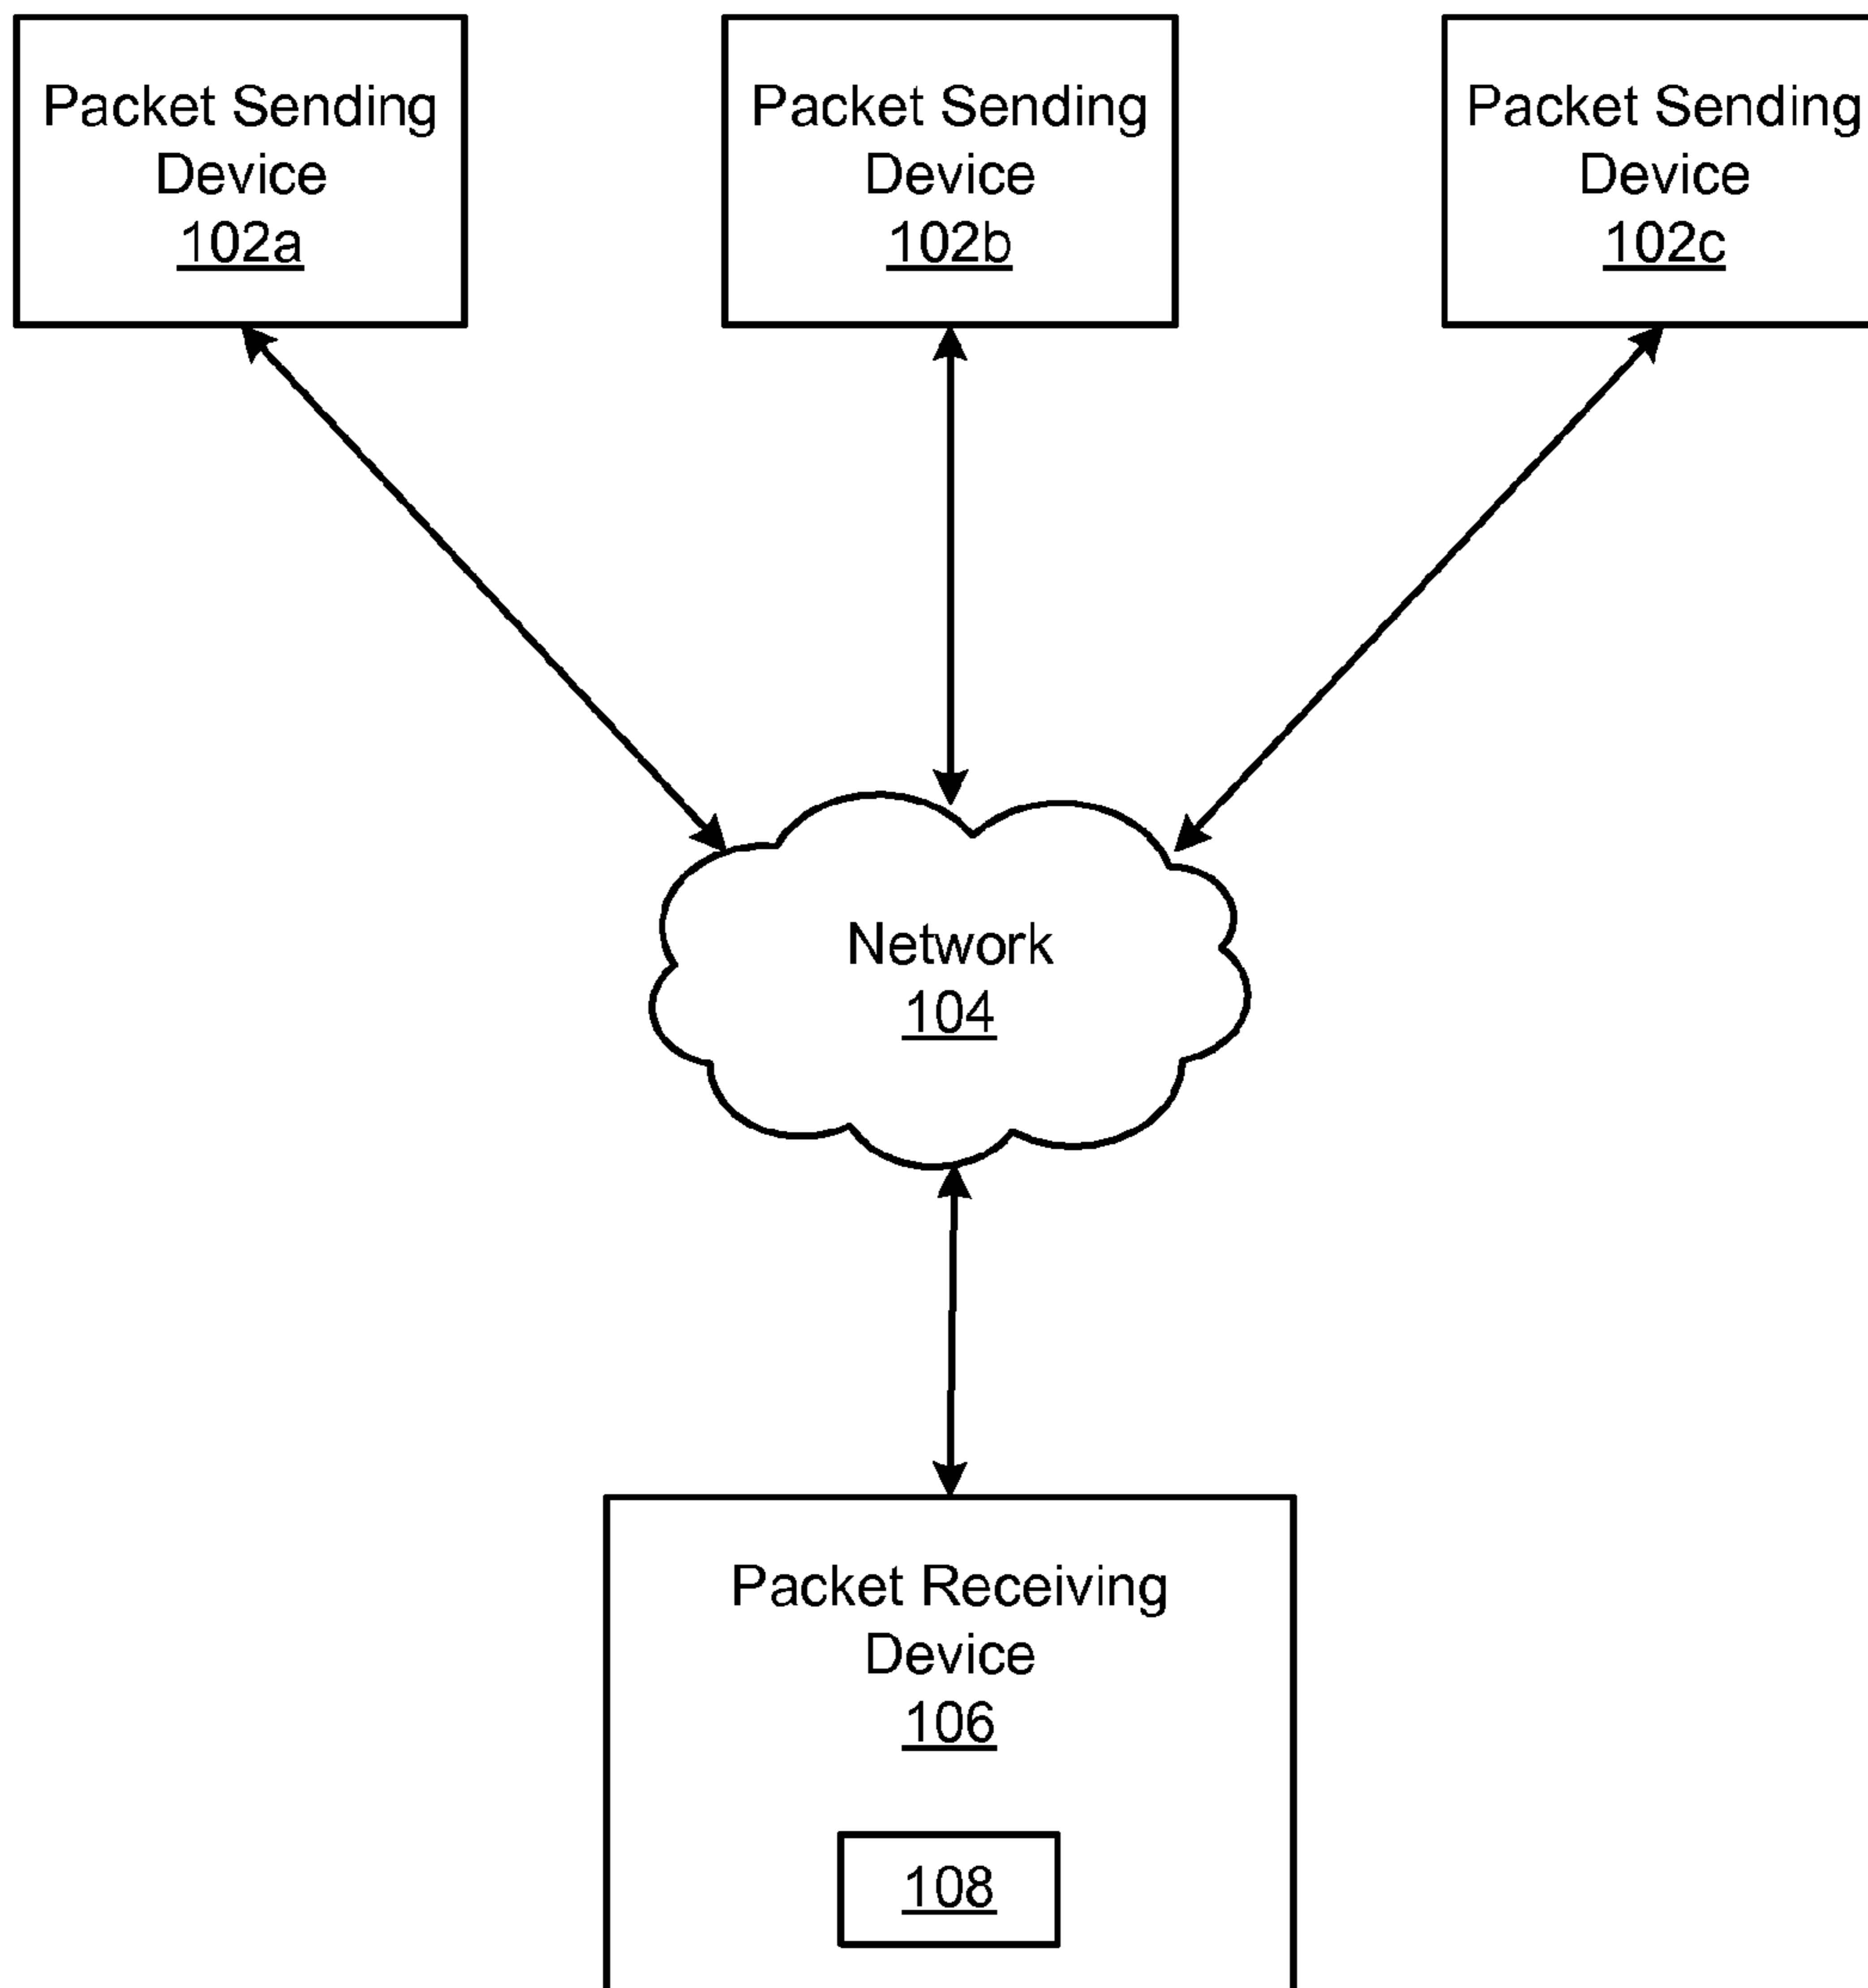 Packet Sending
Device
102a
Packet Sending
Device
102b
Packet Sending
Device
102c
Network
104
Packet Receiving
Device
106
108